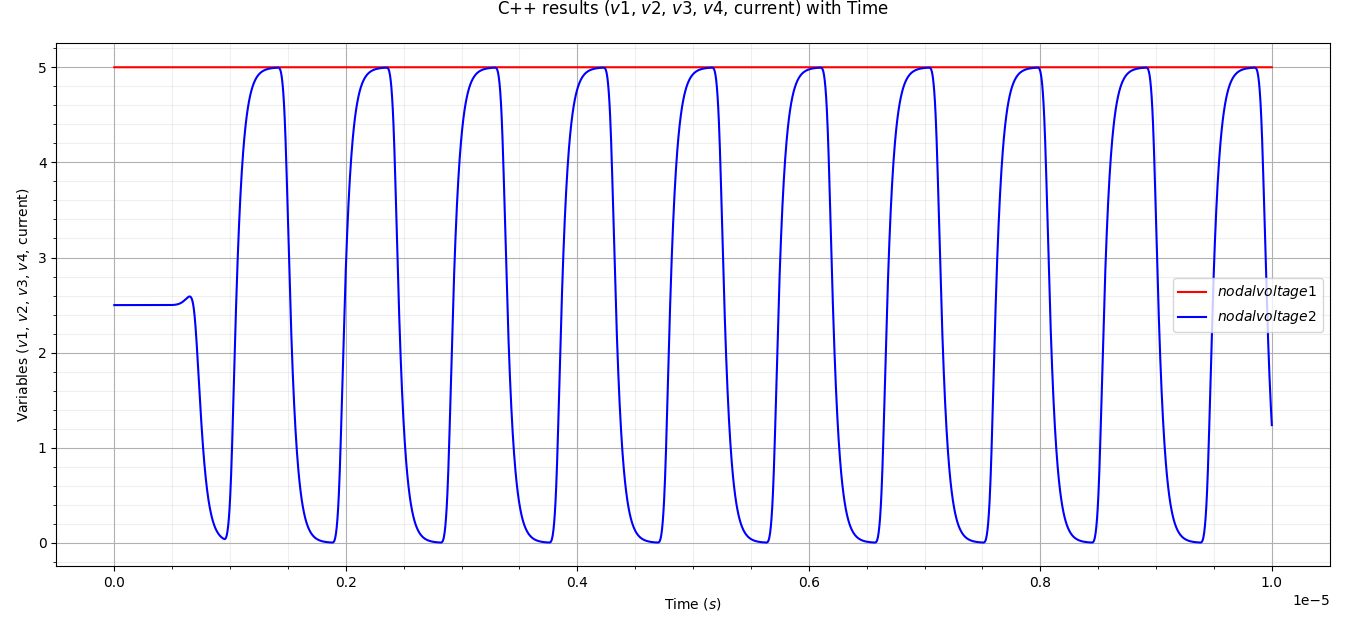 C++ results (v1, v2, v3, v4, current) with Time
Variables (v1, v2, v3, v4, current)
5
4
3
2
1
0
nodalvoltage1
nodalvoltage2
0.0 0.2 0.4 0.6 0.8 1.0
1e−5
Time (s)